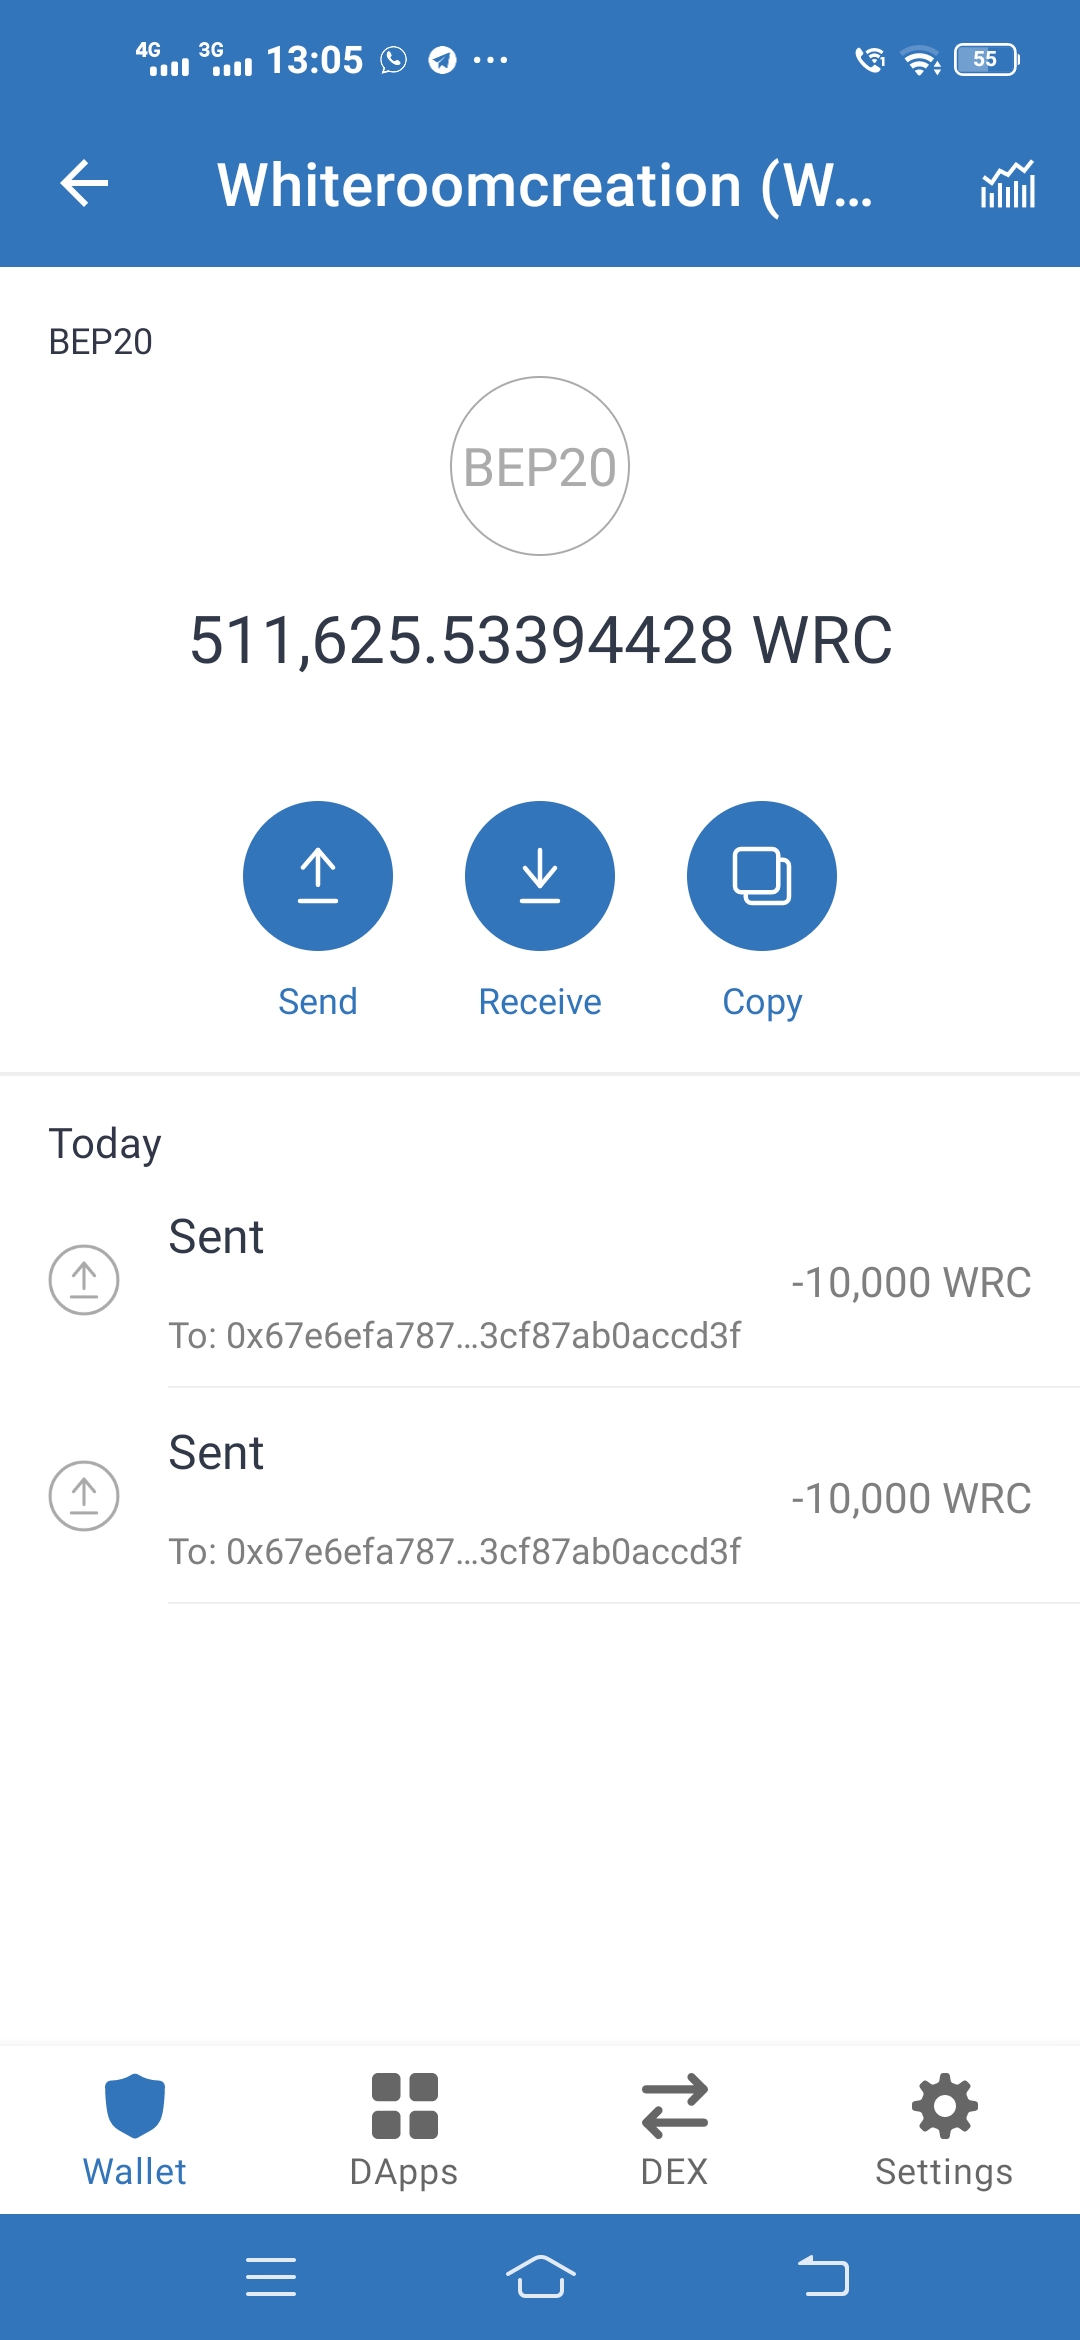 4G 3G 13:05 55
Whiteroomcreation (W...
BEP20
BEP20
511,625.53394428 WRC
Send Receive Copy
Today
Sent
-10,000 WRC
To: 0x67e6efa787...3cf87ab0accd3f
Sent
-10,000 WRC
To: 0x67e6efa787...3cf87ab0accd3f
Wallet DApps DEX Settings